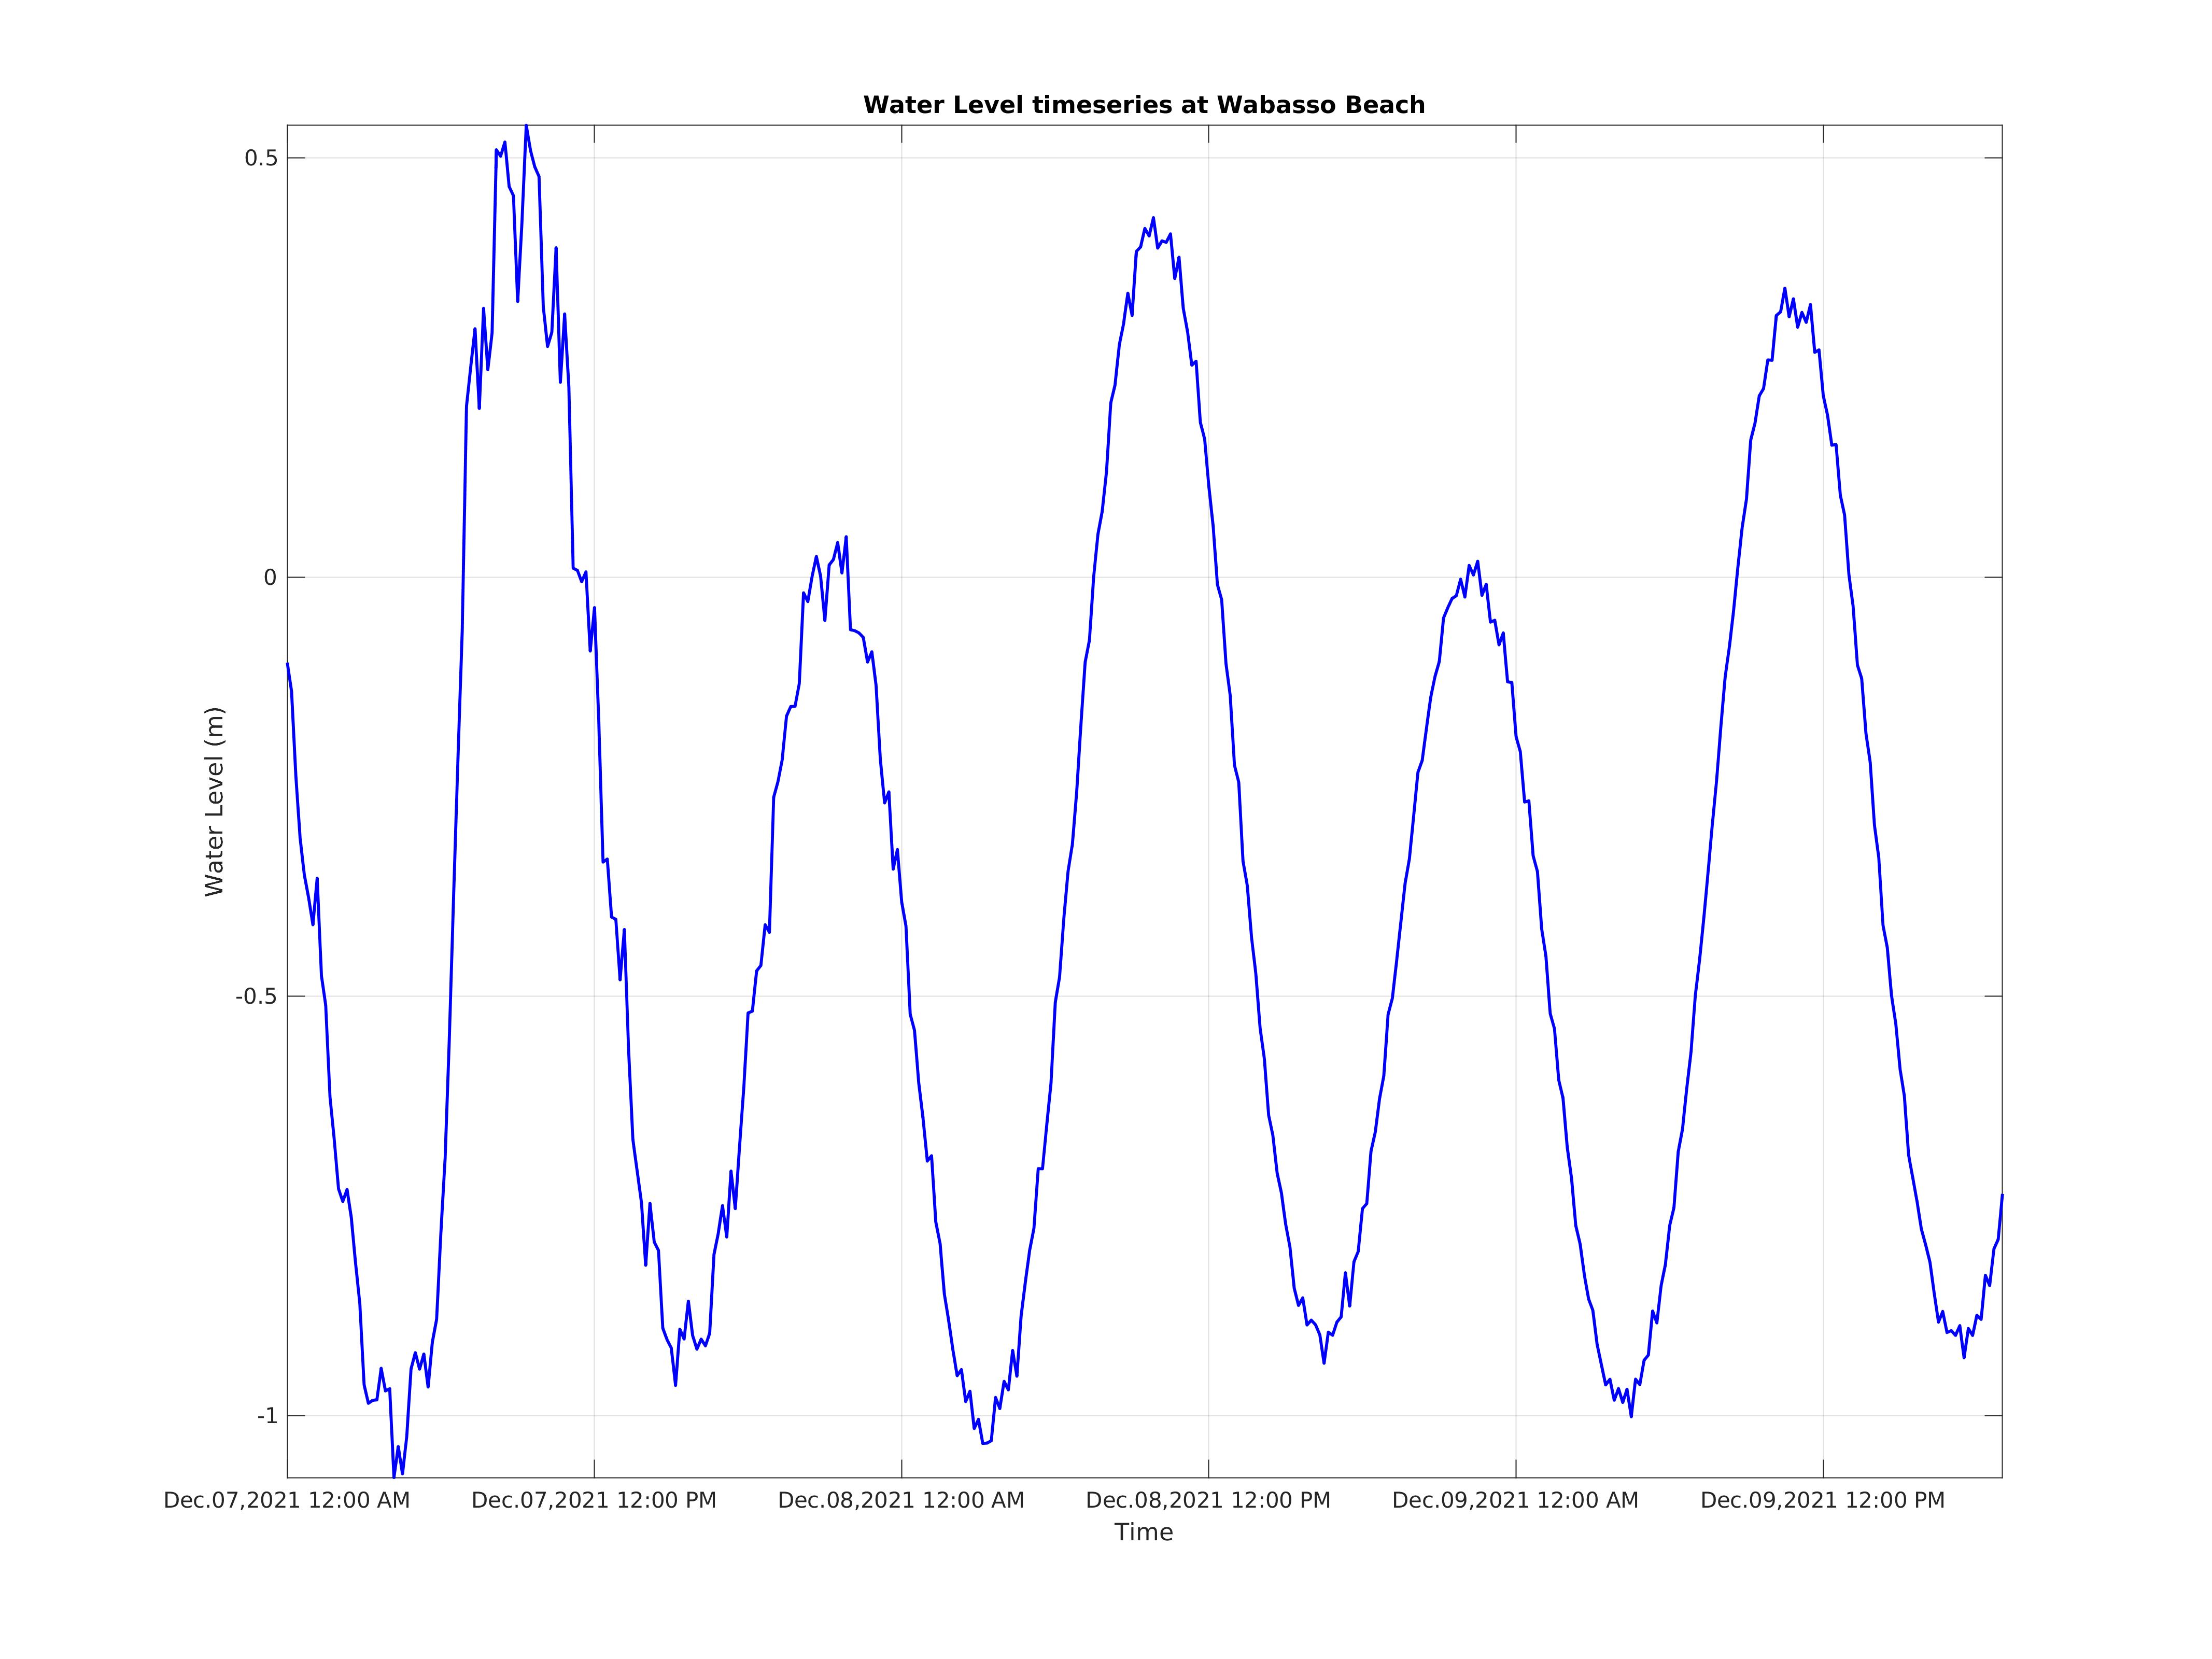 Water Level timeseries at Wabasso Beach
0.5
0
-0.5
-1
Water Level (m)
Dec.07,2021 12:00 AM
Dec.07,2021 12:00 PM
Dec.08,2021 12:00 AM
Dec.08,2021 12:00 PM
Dec.09,2021 12:00 AM
Dec.09,2021 12:00 PM
Time